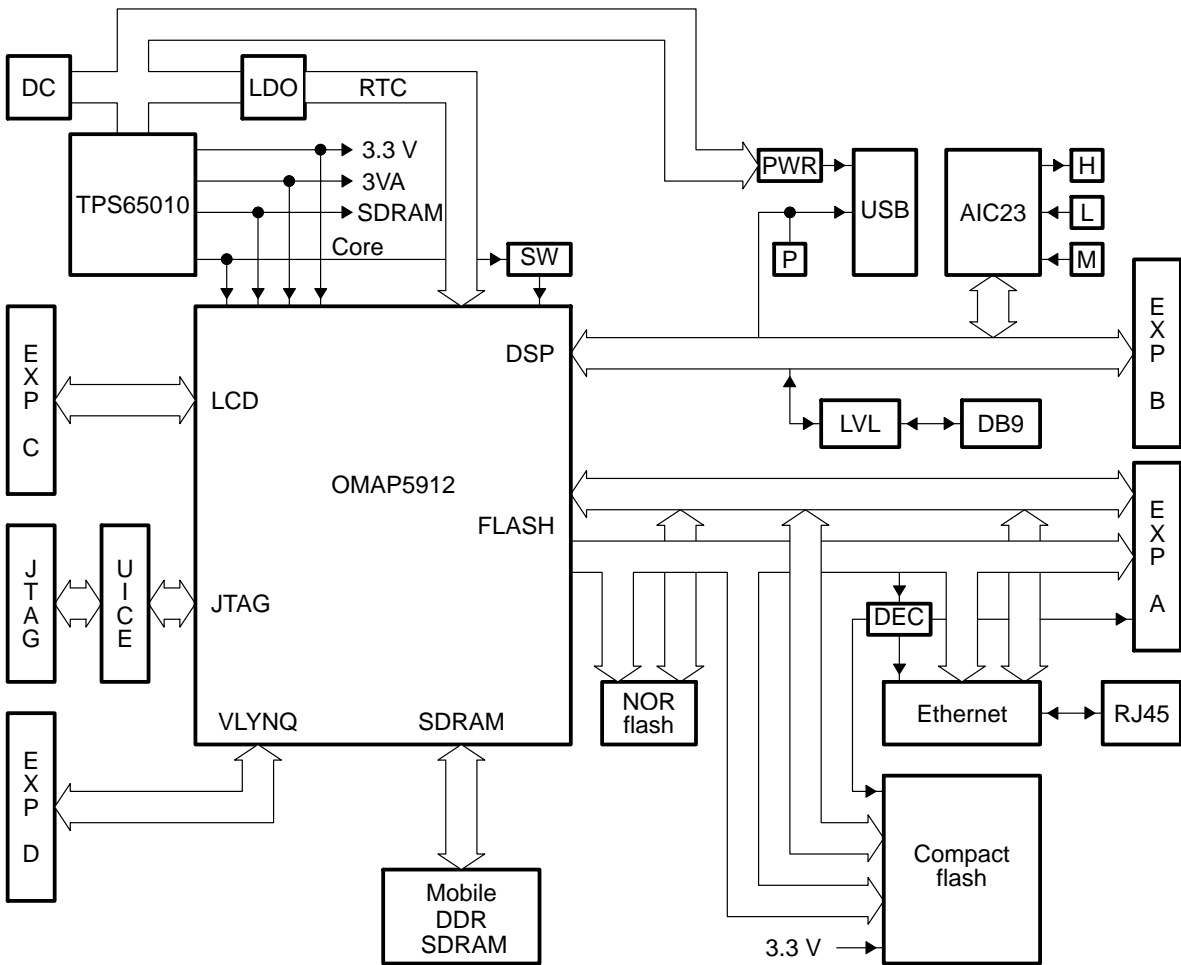 DC
LDO
RTC
TPS65010
3.3 V
3VA
SDRAM
Core
SW
PWR
USB
P
AIC23
H
L
M
EXP B
EXP C
LCD
DSP
LVL
DB9
OMAP5912
FLASH
EXP A
JTAG
UICE
JTAG
DEC
NOR
flash
Ethernet
RJ45
VLYNQ
SDRAM
EXP D
Mobile
DDR
SDRAM
Compact
flash
3.3 V